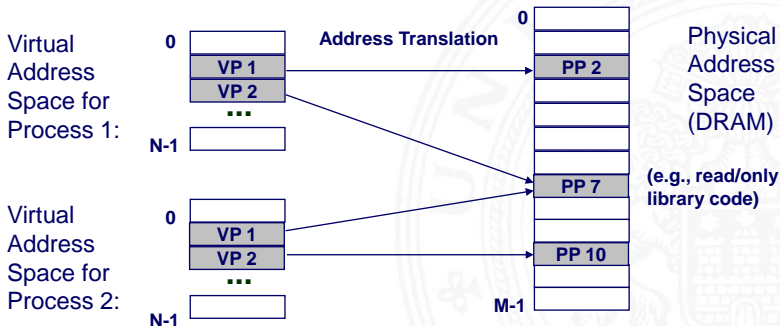 Virtual
Address
Space for
Process 1:
0
VP 1
VP 2
...
N-1
Address Translation
0
PP 2
PP 7
PP 10
M-1
Physical
Address
Space
(DRAM)
(e.g., read/only
library code)
Virtual
Address
Space for
Process 2:
0
VP 1
VP 2
...
N-1